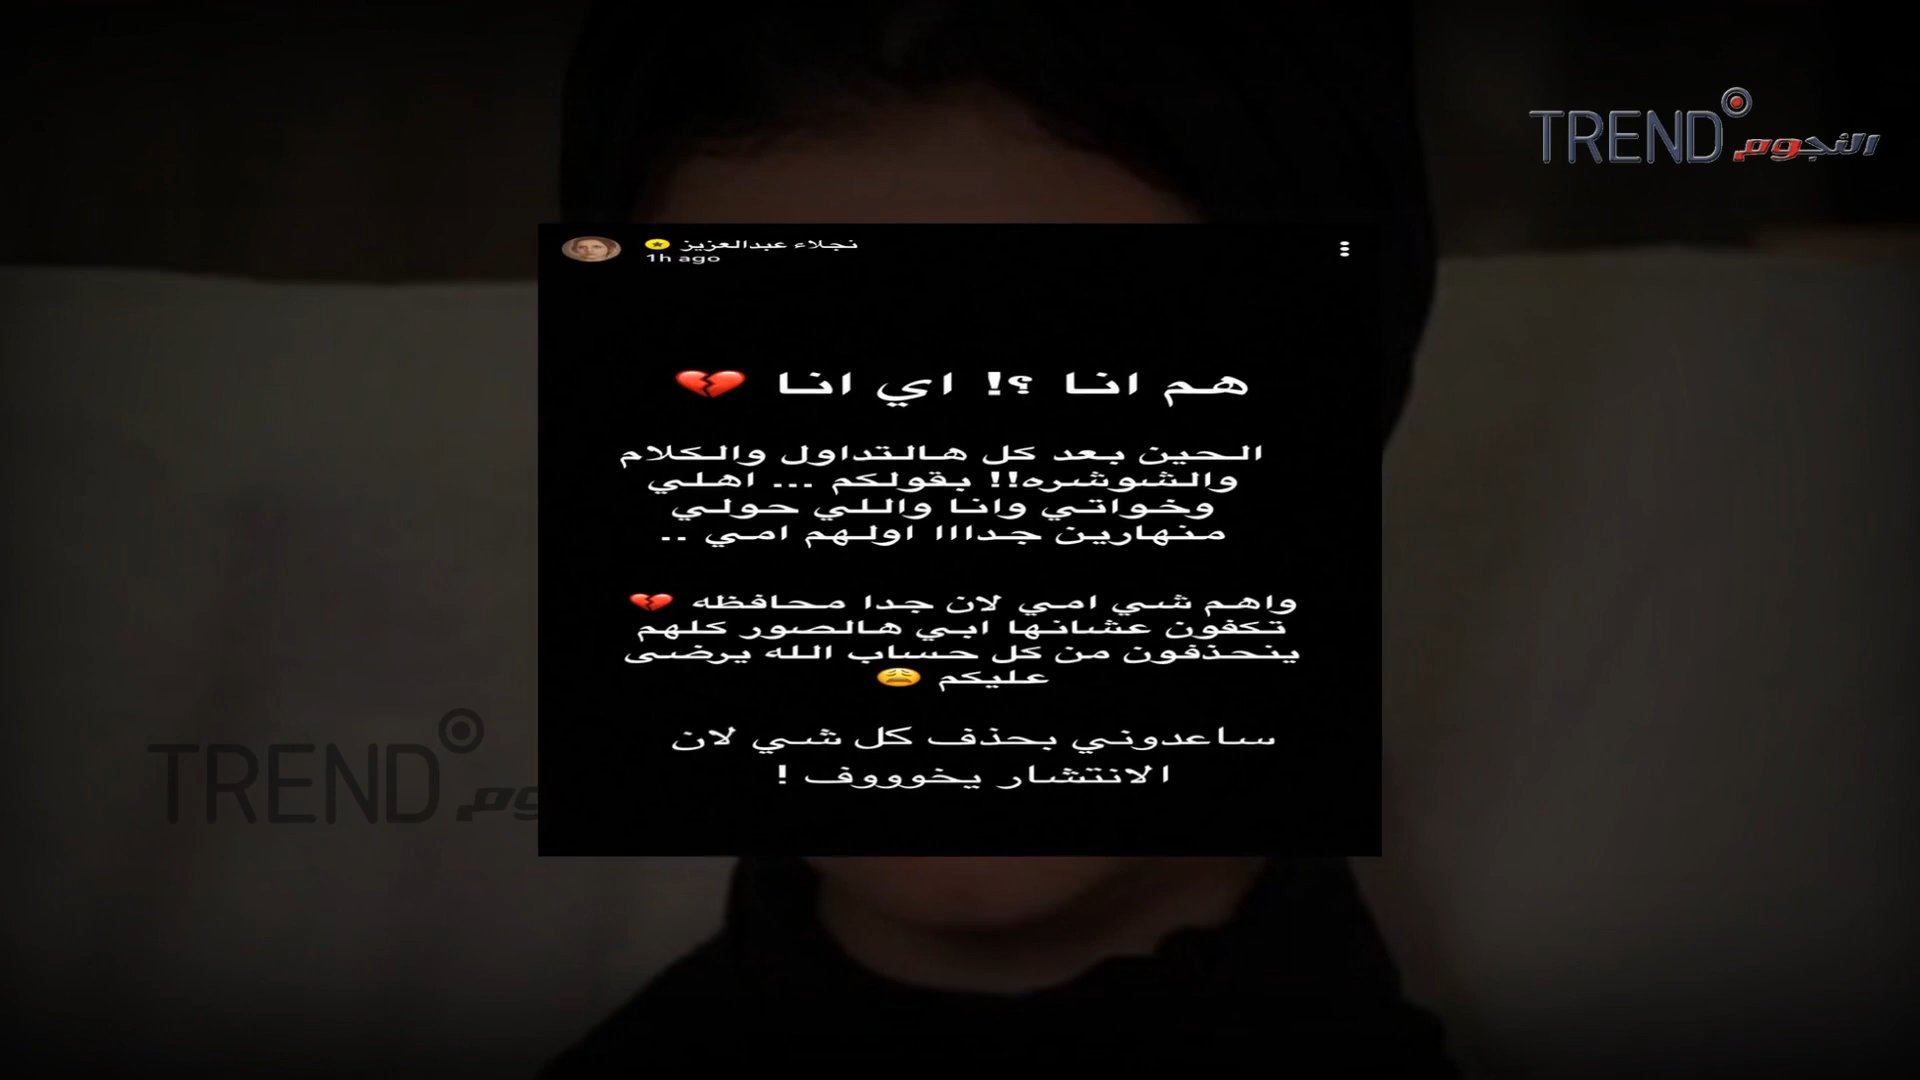 TREND النجوم
نجلاء عبدالعزيز
1h ago
هم انا ؟! اي انا 💔
الحين بعد كل هالتداول والكلام
والشوشره!! بقولكم ... اهلي
وخواتي وانا واللي حولي
منهارين جدااا اولهم امي ..
واهم شي امي لان جدا محافظه 💔
تكفون عشانها ابي هالصور كلهم
ينحذفون من كل حساب الله يرضى
عليكم 😩
ساعدوني بحذف كل شي لان
الانتشار يخوووف !
TREND وم